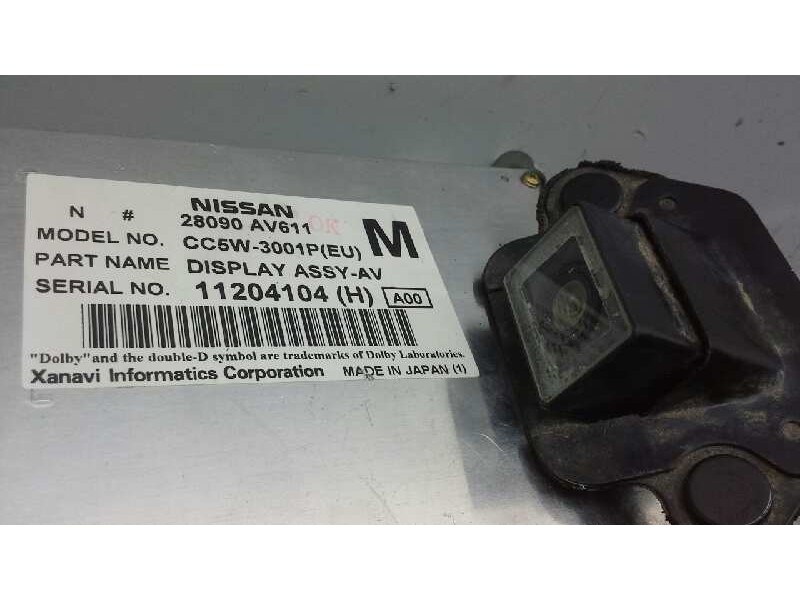 NISSAN
N # 28090 AV611
MODEL NO. CC5W-3001P(EU) M
PART NAME DISPLAY ASSY-AV
SERIAL NO. 11204104 (H) A00
"Dolby"and the double-D symbol are trademarks of Dolby Laboratories.
Xanavi Informatics Corporation MADE IN JAPAN (1)